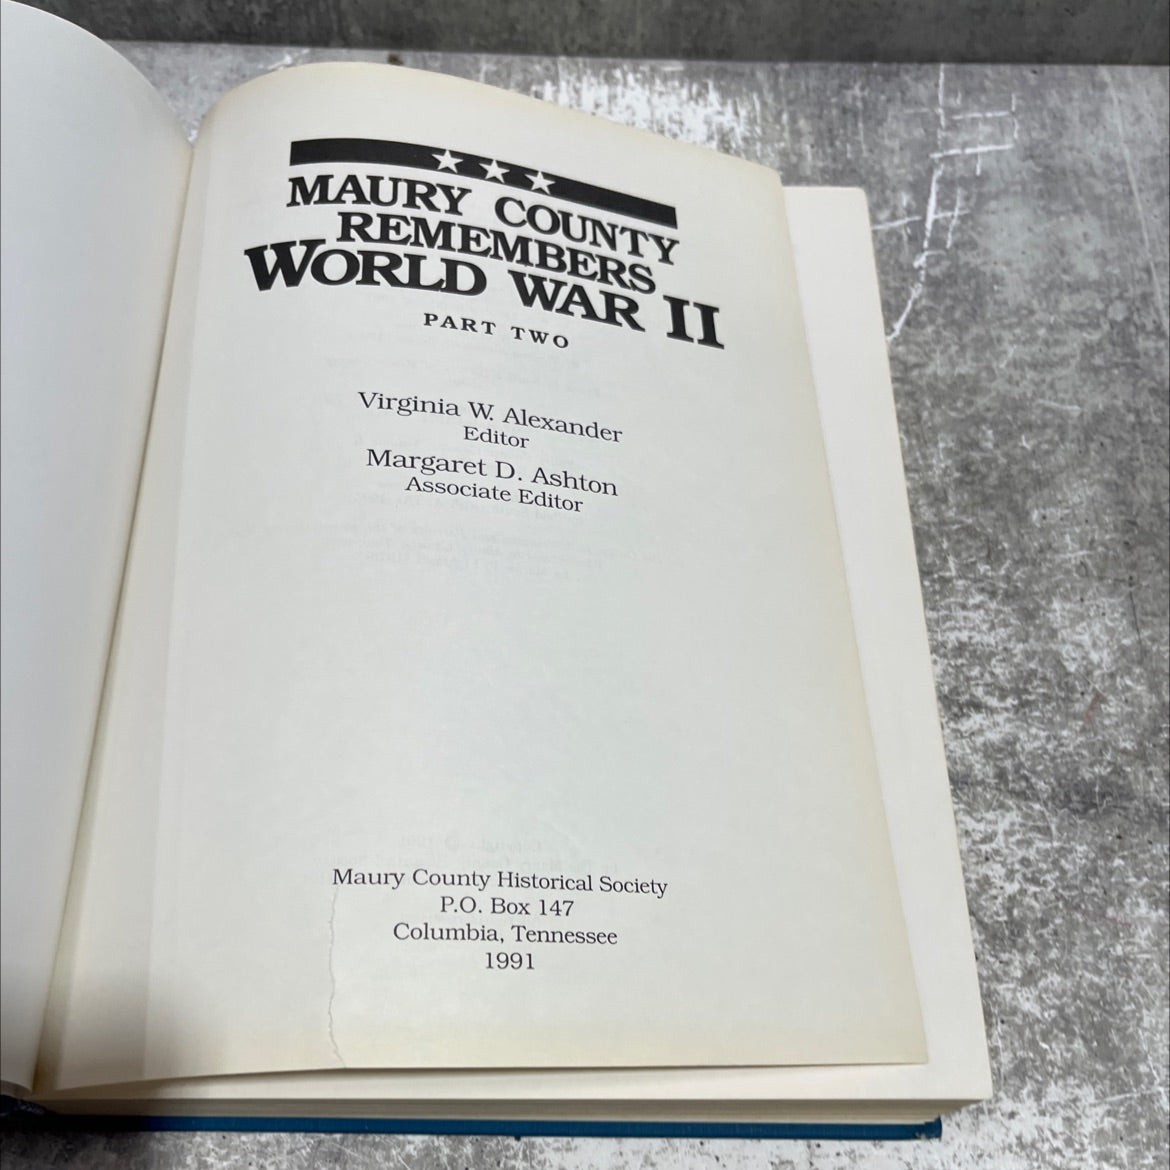 MAURY COUNTY
REMEMBERS
WORLD WAR II
PART TWO
Virginia W. Alexander
Editor
Margaret D. Ashton
Associate Editor
Maury County Historical Society
P.O. Box 147
Columbia, Tennessee
1991